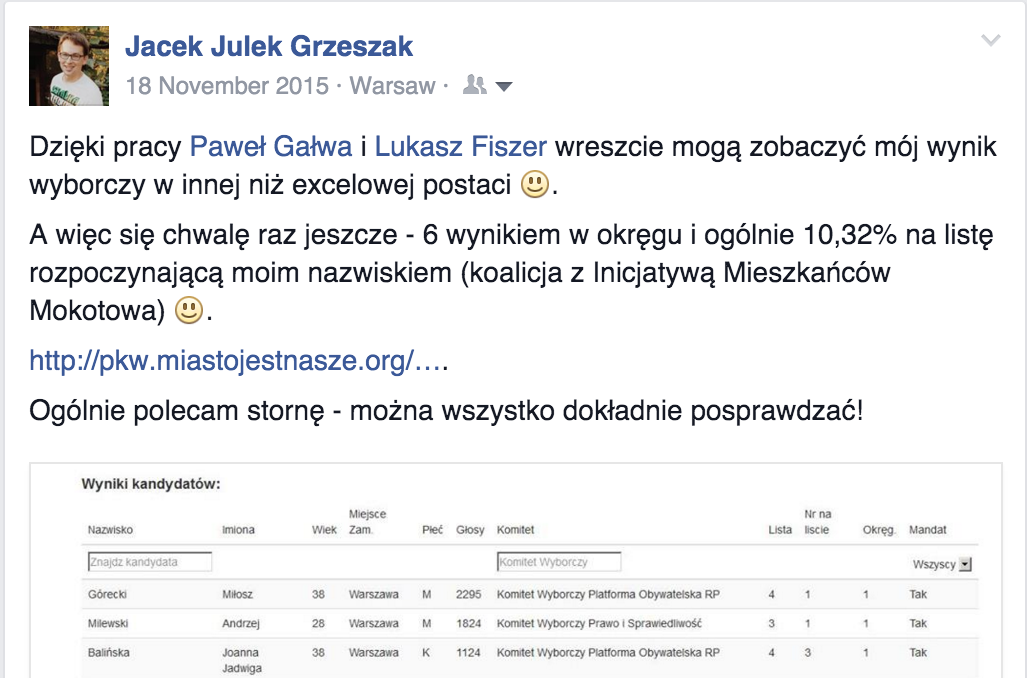 Jacek Julek Grzeszak
18 November 2015 · Warsaw ·
Dzięki pracy Paweł Gałwa i Lukasz Fiszer wreszcie mogą zobaczyć mój wynik
wyborczy w innej niż excelowej postaci 🙂.
A więc się chwalę raz jeszcze - 6 wynikiem w okręgu i ogólnie 10,32% na listę
rozpoczynającą moim nazwiskiem (koalicja z Inicjatywą Mieszkańców
Mokotowa) 🙂.
http://pkw.miastojestnasze.org/….
Ogólnie polecam stornę - można wszystko dokładnie posprawdzać!
Wyniki kandydatów:
Nazwisko Imiona Wiek Miejsce Zam. Płeć Głosy Komitet Lista Nr na liscie Okręg. Mandat
Znajdz kandydata Komitet Wyborczy Wszyscy
Górecki Miłosz 38 Warszawa M 2295 Komitet Wyborczy Platforma Obywatelska RP 4 1 1 Tak
Milewski Andrzej 28 Warszawa M 1824 Komitet Wyborczy Prawo i Sprawiedliwość 3 1 1 Tak
Balińska Joanna Jadwiga 38 Warszawa K 1124 Komitet Wyborczy Platforma Obywatelska RP 4 3 1 Tak